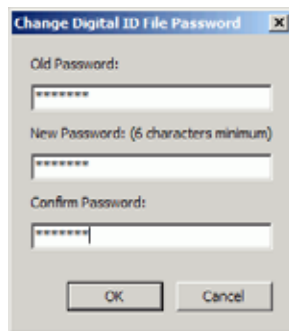 Change Digital ID File Password
Old Password:
*******
New Password: (6 characters minimum)
*******
Confirm Password:
*******
OK
Cancel